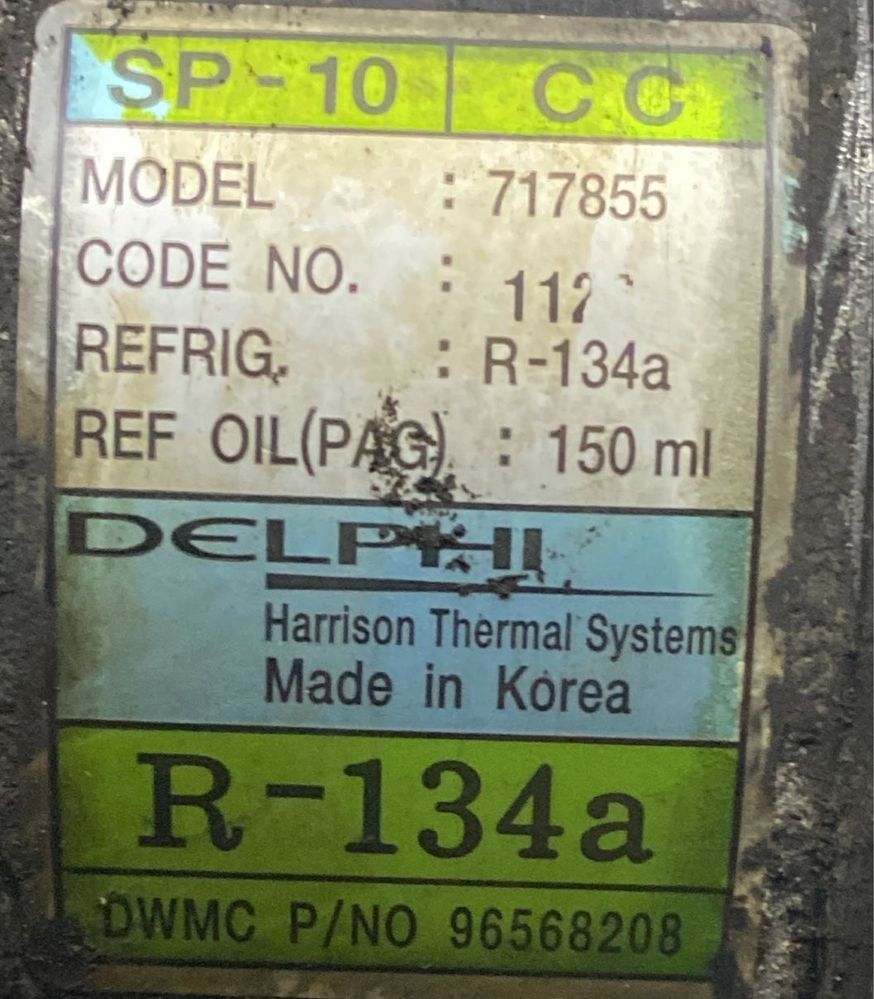 SP-10 CC
MODEL : 717855
CODE NO. :
REFRIG. : R-134a
REF OIL(PAG) : 150 ml
DELPHI
Harrison Thermal Systems
Made in Korea
R-134a
DWMC P/NO 96568208